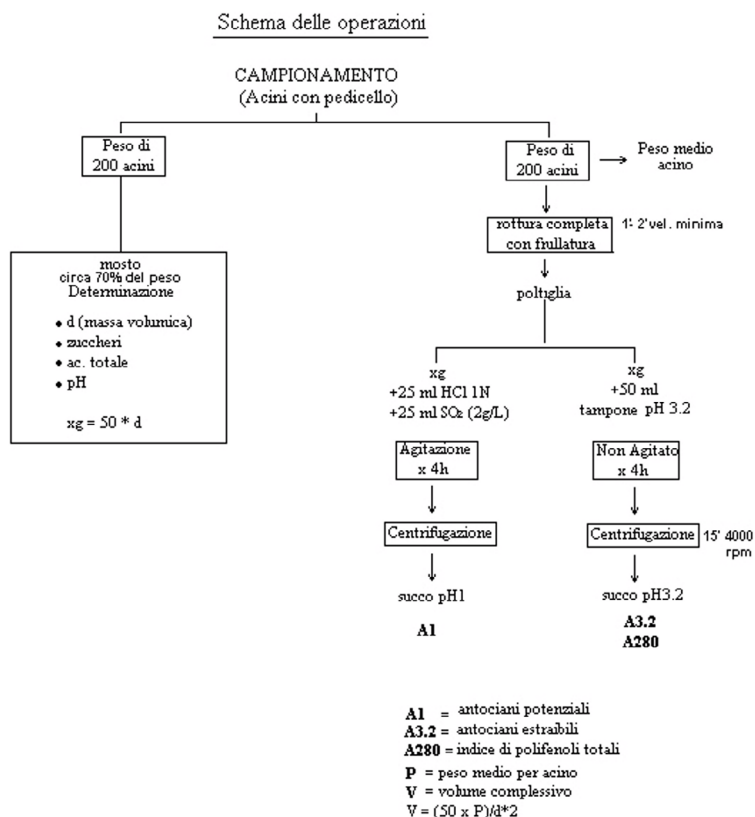 Schema delle operazioni
CAMPIONAMENTO
(Acini con pedicello)
Peso di
200 acini
Peso di
200 acini
Peso medio
acino
rottura completa
con frullatura
1'- 2' vel. minima
mosto
circa 70% del peso
Determinazione
• d (massa volumica)
• zuccheri
• ac. totale
• pH
xg = 50 * d
poltiglia
xg
+25 ml HCl 1N
+25 ml SO₂ (2g/L)
xg
+50 ml
tampone pH 3.2
Agitazione
x 4h
Non Agitato
x 4h
Centrifugazione
Centrifugazione
15' 4000
rpm
succo pH1
A1
succo pH3.2
A3.2
A280
A1 = antociani potenziali
A3.2 = antociani estraibili
A280 = indice di polifenoli totali
P = peso medio per acino
V = volume complessivo
V = (50 x P)/d*2